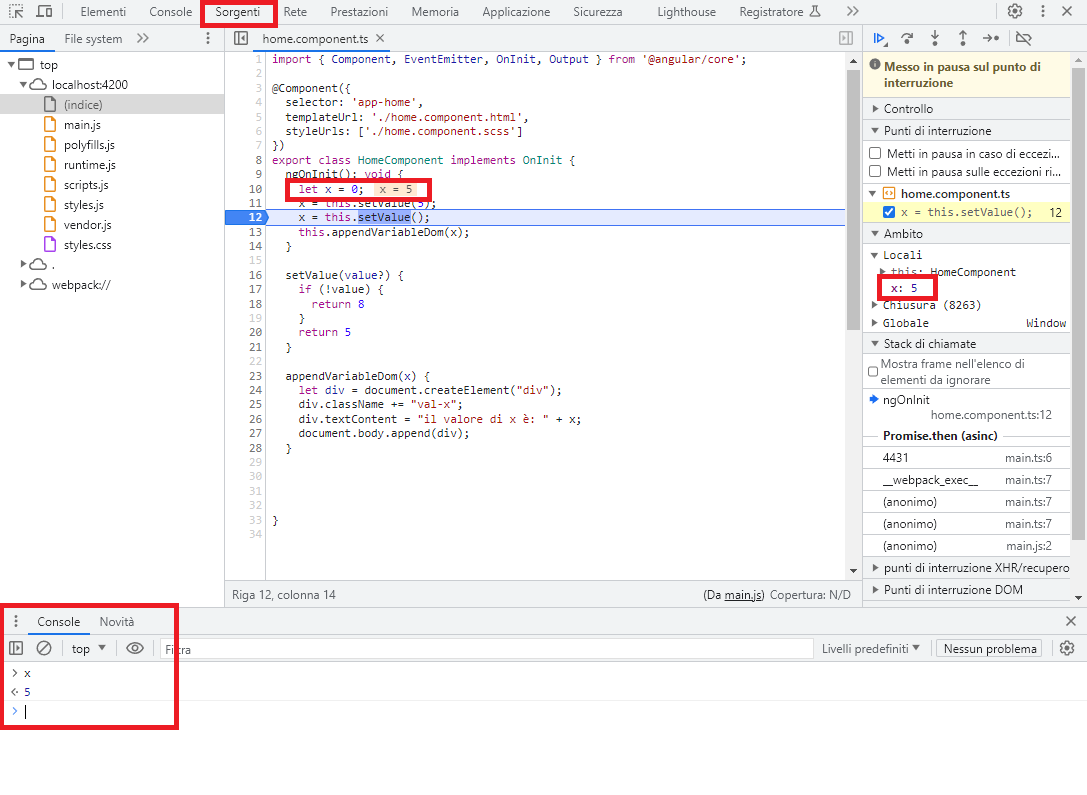 Elementi Console Sorgenti Rete Prestazioni Memoria Applicazione Sicurezza Lighthouse Registratore
Pagina File system
top
localhost:4200
(indice)
main.js
polyfills.js
runtime.js
scripts.js
styles.js
vendor.js
styles.css
.
webpack://
home.component.ts
1 import { Component, EventEmitter, OnInit, Output } from '@angular/core';
2
3 @Component({
4 selector: 'app-home',
5 templateUrl: './home.component.html',
6 styleUrls: ['./home.component.scss']
7 })
8 export class HomeComponent implements OnInit {
9 ngOnInit(): void {
10 let x = 0; x = 5
11 x = this.setValue(5);
12 x = this.setValue();
13 this.appendVariableDom(x);
14 }
15
16 setValue(value?) {
17 if (!value) {
18 return 8
19 }
20 return 5
21 }
22
23 appendVariableDom(x) {
24 let div = document.createElement("div");
25 div.className += "val-x";
26 div.textContent = "il valore di x è: " + x;
27 document.body.append(div);
28 }
29
30
31
32
33 }
34
Riga 12, colonna 14 (Da main.js) Copertura: N/D
Messo in pausa sul punto di
interruzione
Controllo
Punti di interruzione
Metti in pausa in caso di eccezi...
Metti in pausa sulle eccezioni ri...
home.component.ts
x = this.setValue(); 12
Ambito
Locali
this: HomeComponent
x: 5
Chiusura (8263)
Globale Window
Stack di chiamate
Mostra frame nell'elenco di
elementi da ignorare
ngOnInit
home.component.ts:12
Promise.then (asinc)
4431 main.ts:6
__webpack_exec__ main.ts:7
(anonimo) main.ts:7
(anonimo) main.ts:7
(anonimo) main.js:2
punti di interruzione XHR/recupero
Punti di interruzione DOM
Console Novità
top Filtra Livelli predefiniti Nessun problema
x
5